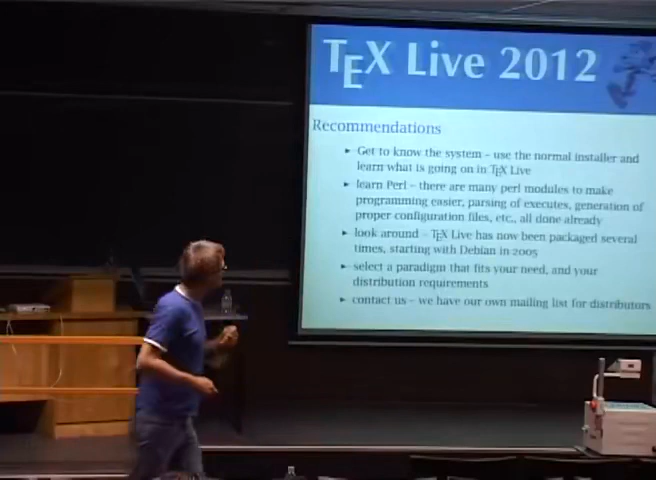 TEX Live 2012
Recommendations
▸ Get to know the system – use the normal installer and
learn what is going on in TEX Live
▸ learn Perl – there are many perl modules to make
programming easier, parsing of executes, generation of
proper configuration files, etc., all done already
▸ look around – TEX Live has now been packaged several
times, starting with Debian in 2005
▸ select a paradigm that fits your need, and your
distribution requirements
▸ contact us – we have our own mailing list for distributors